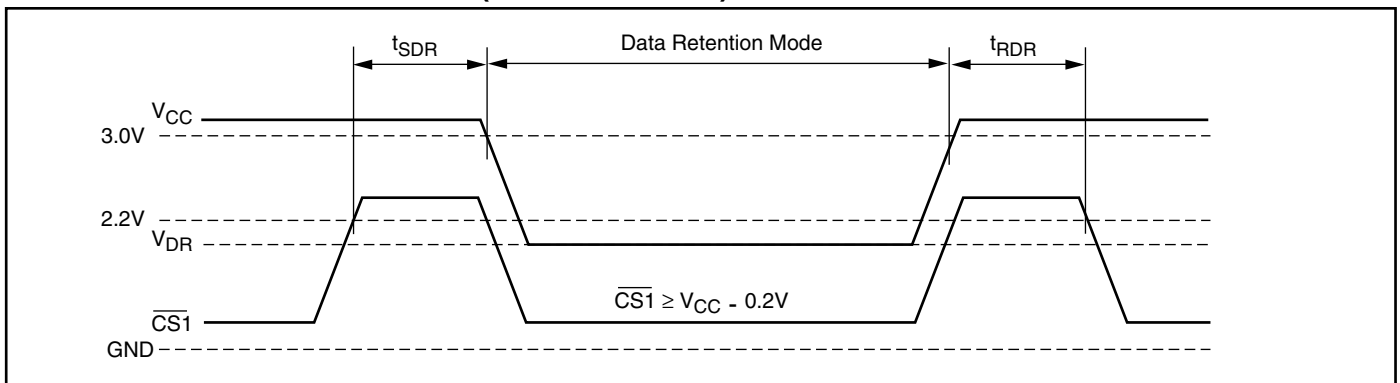 tSDR
Data Retention Mode
tRDR
VCC
3.0V
2.2V
VDR
CS1 ≥ VCC - 0.2V
CS1
GND